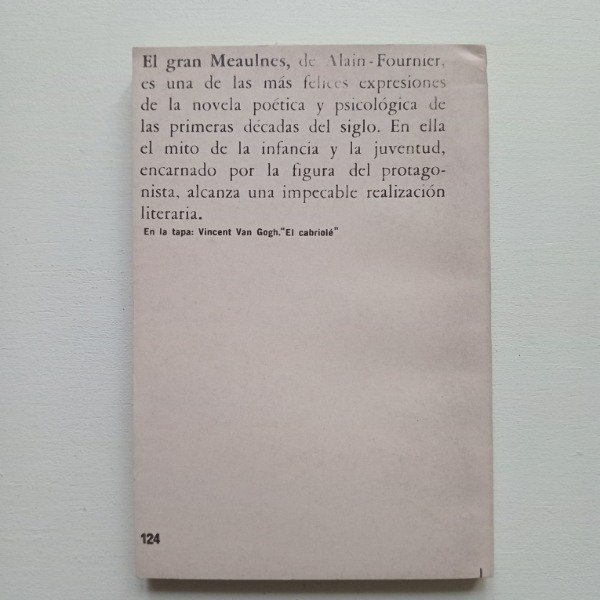 El gran Meaulnes, de Alain-Fournier,
es una de las más felices expresiones
de la novela poética y psicológica de
las primeras décadas del siglo. En ella
el mito de la infancia y la juventud,
encarnado por la figura del protago-
nista, alcanza una impecable realización
literaria.
En la tapa: Vincent Van Gogh."El cabriolé"
124